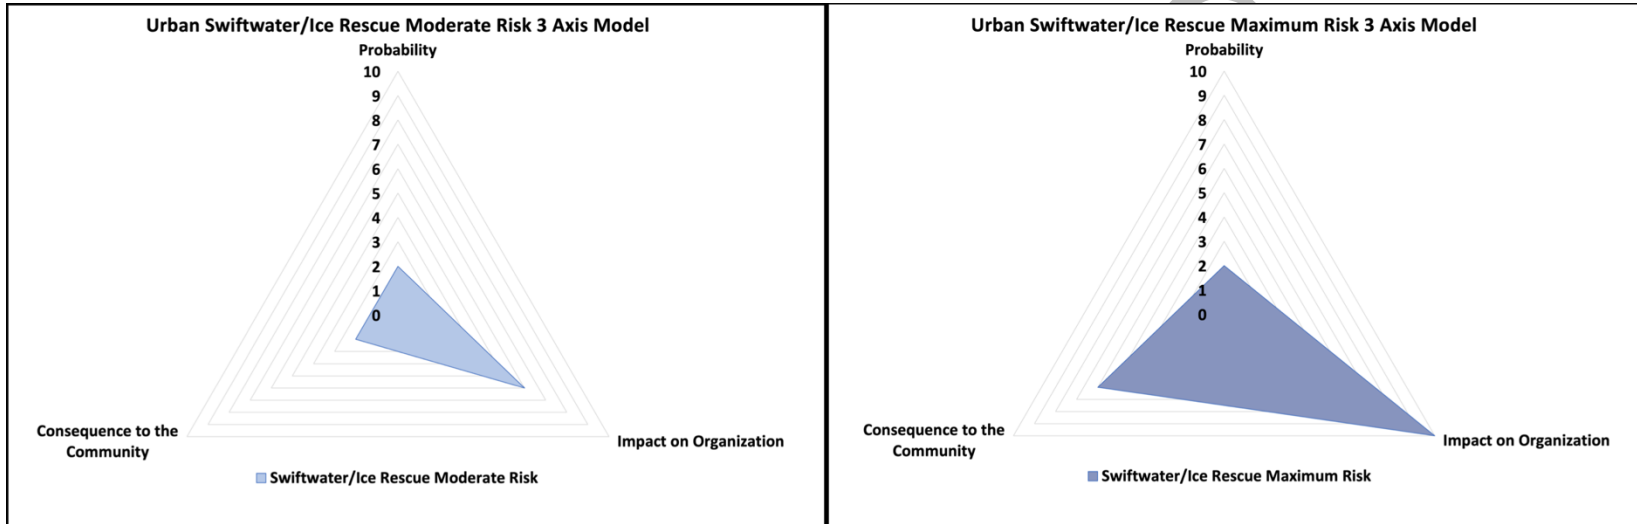 Urban Swiftwater/Ice Rescue Moderate Risk 3 Axis Model
Probability
10
9
8
7
6
5
4
3
2
1
0
Consequence to the
Community
Impact on Organization
Swiftwater/Ice Rescue Moderate Risk
Urban Swiftwater/Ice Rescue Maximum Risk 3 Axis Model
Probability
10
9
8
7
6
5
4
3
2
1
0
Consequence to the
Community
Impact on Organization
Swiftwater/Ice Rescue Maximum Risk